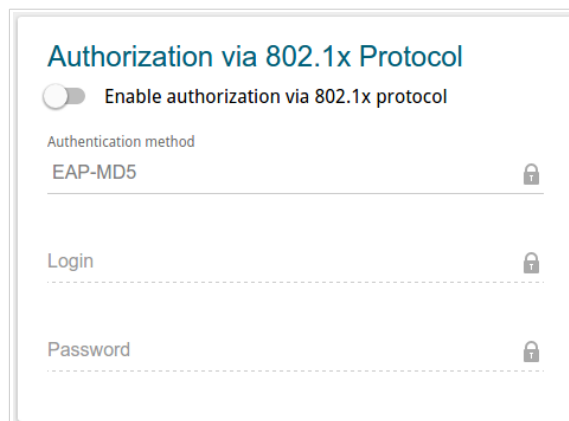 Authorization via 802.1x Protocol
Enable authorization via 802.1x protocol
Authentication method
EAP-MD5
Login
Password